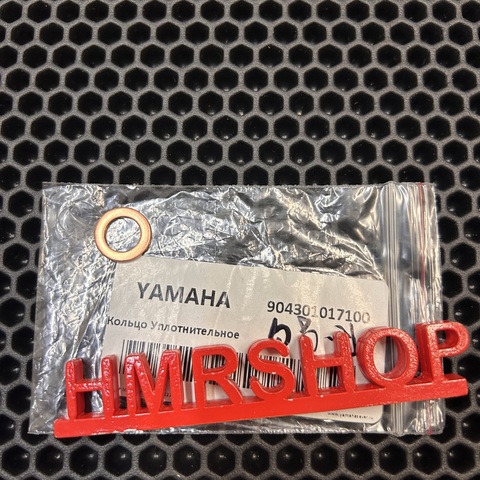 YAMAHA
904301017100
Кольцо Уплотнительное
HMRSHOP